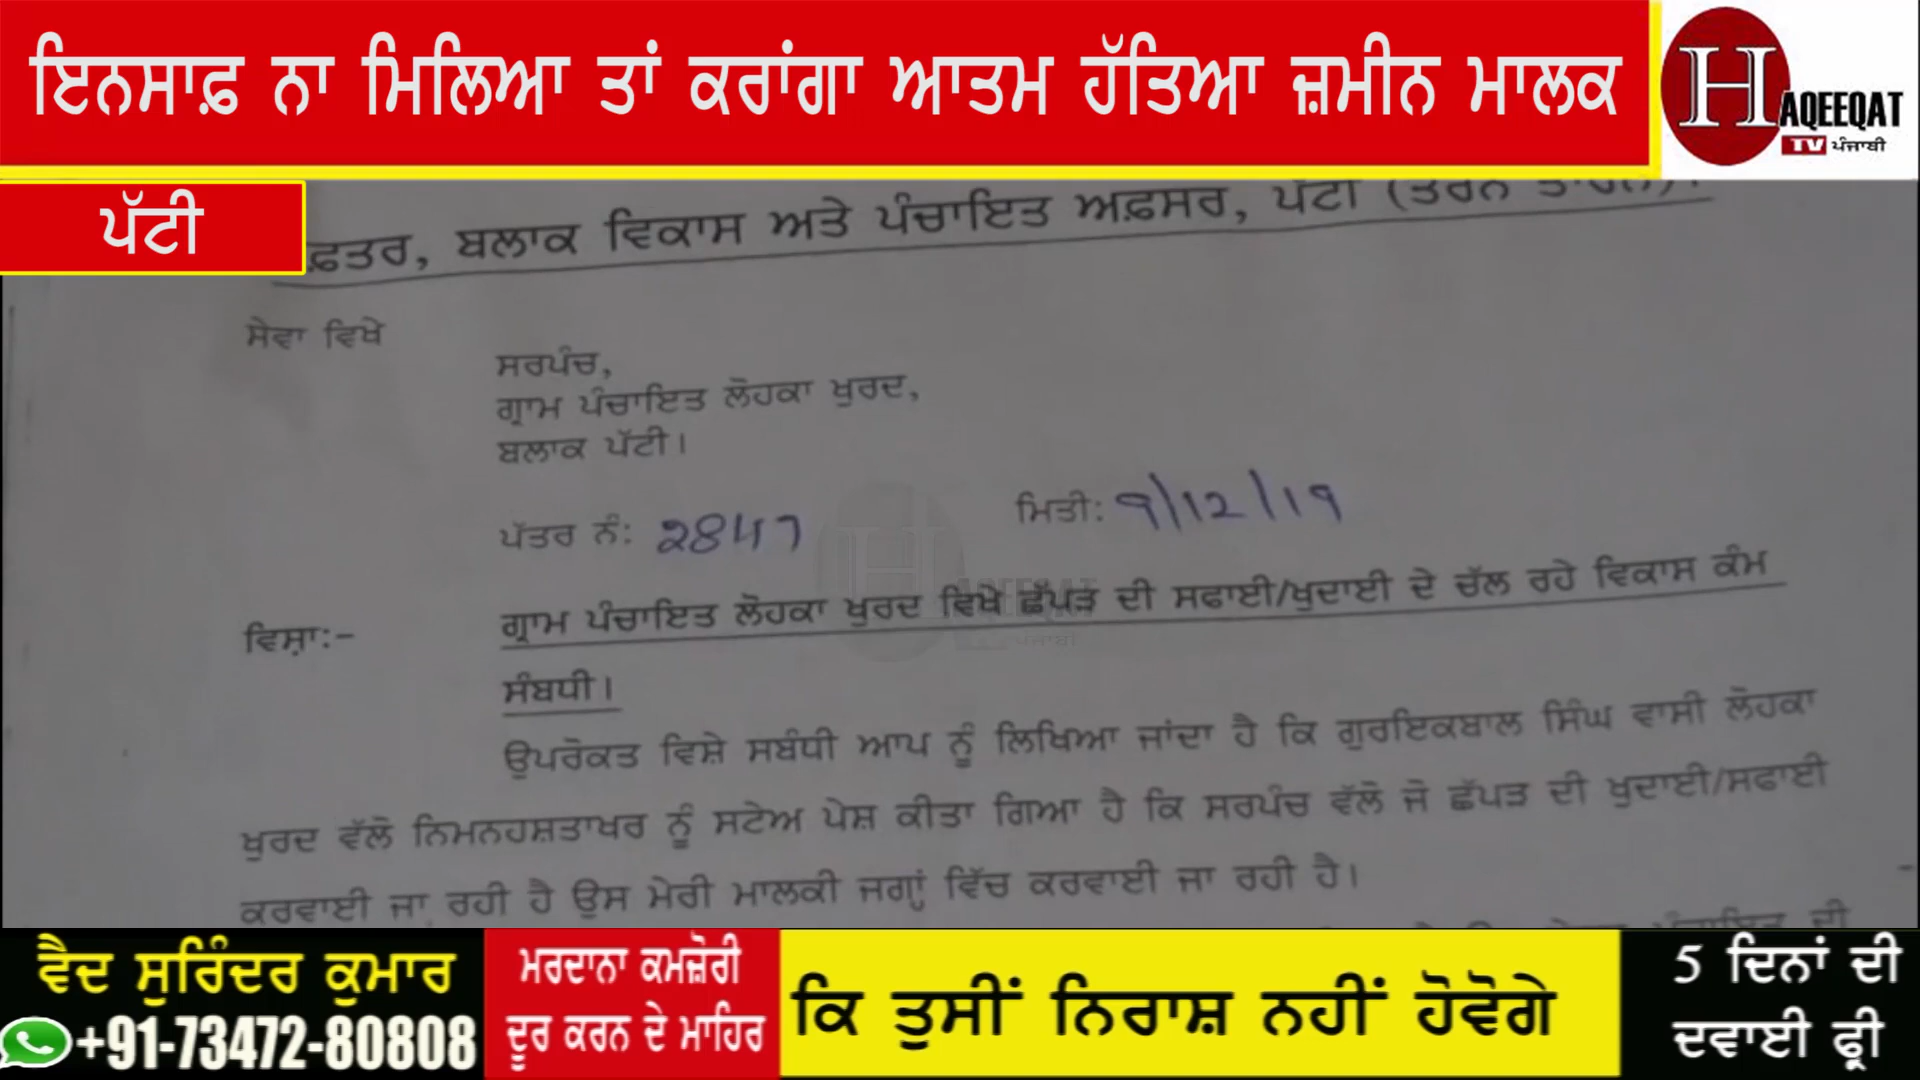 ਇਨਸਾਫ਼ ਨਾ ਮਿਲਿਆ ਤਾਂ ਕਰਾਂਗਾ ਆਤਮ ਹੱਤਿਆ ਜ਼ਮੀਨ ਮਾਲਕ
HAQEEQAT
TV ਪੰਜਾਬੀ
ਪੱਟੀ
ਬਲਾਕ ਵਿਕਾਸ ਅਤੇ ਪੰਚਾਇਤ ਅਫ਼ਸਰ, ਪੱਟੀ
ਸੇਵਾ ਵਿਖੇ
ਸਰਪੰਚ,
ਗ੍ਰਾਮ ਪੰਚਾਇਤ ਲੋਹਕਾ ਖੁਰਦ,
ਬਲਾਕ ਪੱਟੀ।
ਪੱਤਰ ਨੰ: 2847 ਮਿਤੀ: 9/12/19
ਵਿਸ਼ਾ:- ਗ੍ਰਾਮ ਪੰਚਾਇਤ ਲੋਹਕਾ ਖੁਰਦ ਵਿਖੇ ਛੱਪੜ ਦੀ ਸਫਾਈ/ਖੁਦਾਈ ਦੇ ਚੱਲ ਰਹੇ ਵਿਕਾਸ ਕੰਮ
ਸੰਬਧੀ।
ਉਪਰੋਕਤ ਵਿਸ਼ੇ ਸਬੰਧੀ ਆਪ ਨੂੰ ਲਿਖਿਆ ਜਾਂਦਾ ਹੈ ਕਿ ਗੁਰਇਕਬਾਲ ਸਿੰਘ ਵਾਸੀ ਲੋਹਕਾ
ਖੁਰਦ ਵੱਲੋ ਨਿਮਨਹਸ਼ਤਾਖਰ ਨੂੰ ਸਟੇਅ ਪੇਸ਼ ਕੀਤਾ ਗਿਆ ਹੈ ਕਿ ਸਰਪੰਚ ਵੱਲੋ ਜੋ ਛੱਪੜ ਦੀ ਖੁਦਾਈ/ਸਫਾਈ
ਕਰਵਾਈ ਜਾ ਰਹੀ ਹੈ ਉਸ ਮੇਰੀ ਮਾਲਕੀ ਜਗ੍ਹਾਂ ਵਿੱਚ ਕਰਵਾਈ ਜਾ ਰਹੀ ਹੈ।
ਵੈਦ ਸੁਰਿੰਦਰ ਕੁਮਾਰ
+91-73472-80808
ਮਰਦਾਨਾ ਕਮਜ਼ੋਰੀ
ਦੂਰ ਕਰਨ ਦੇ ਮਾਹਿਰ
ਕਿ ਤੁਸੀਂ ਨਿਰਾਸ਼ ਨਹੀਂ ਹੋਵੋਗੇ
5 ਦਿਨਾਂ ਦੀ
ਦਵਾਈ ਫ੍ਰੀ